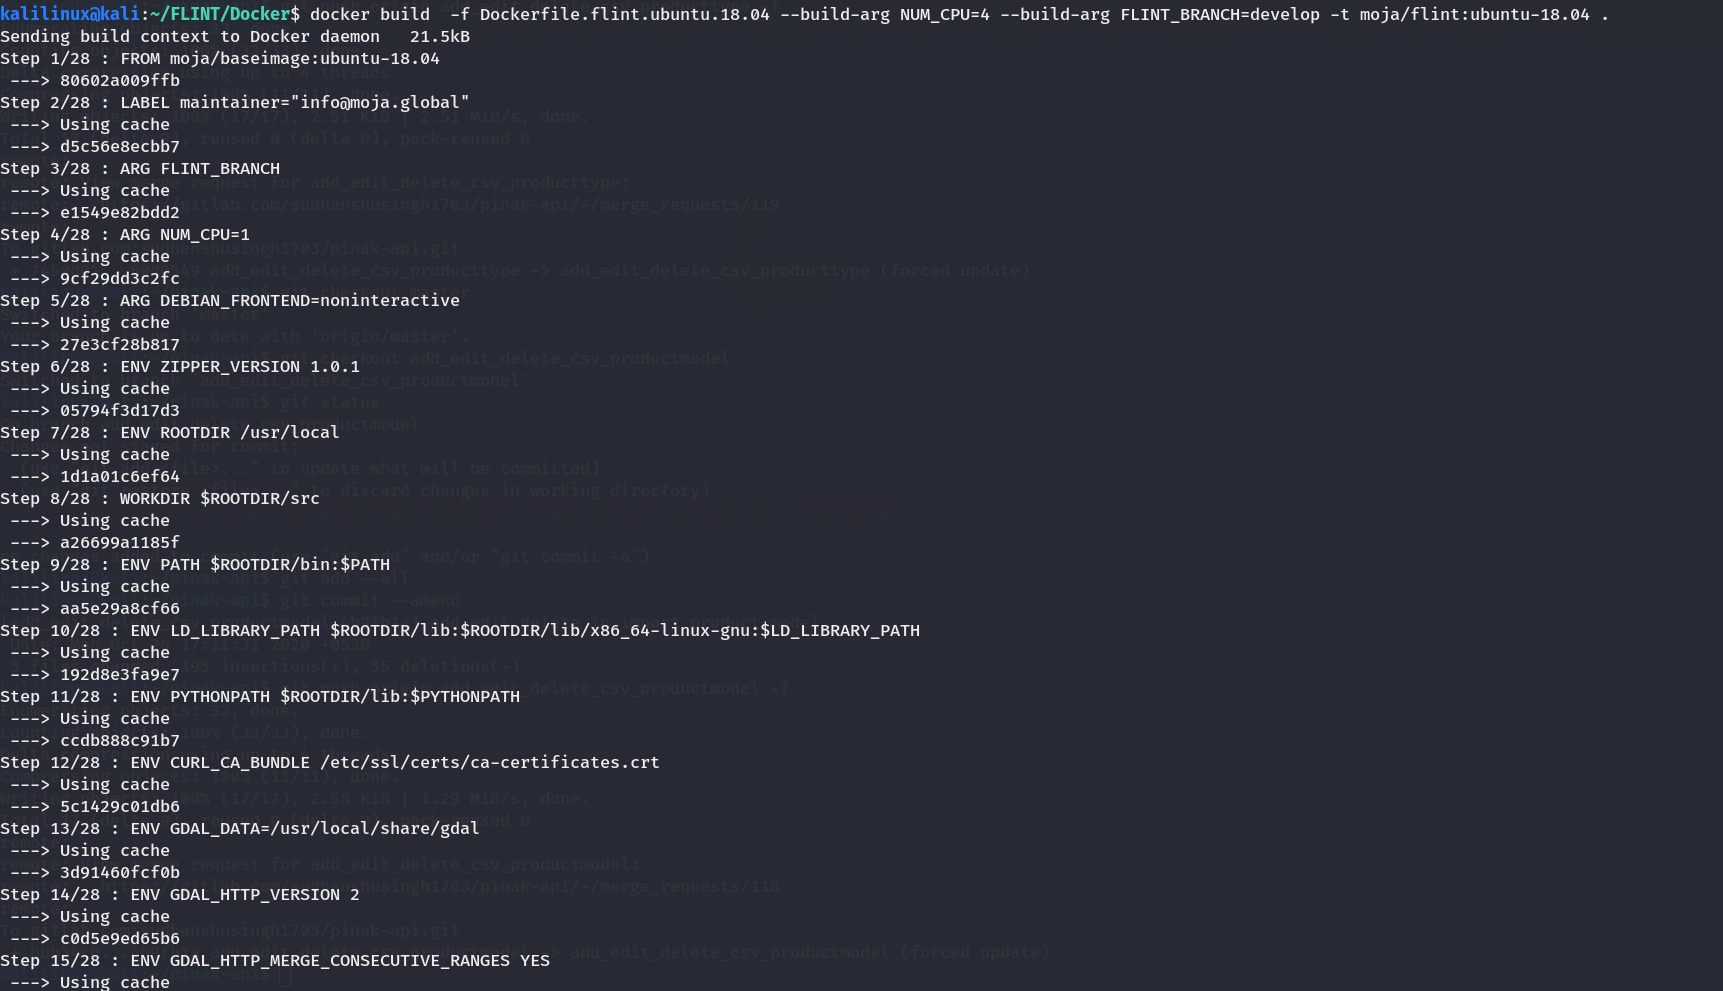 kalilinux@kali:~/FLINT/Docker$ docker build  -f Dockerfile.flint.ubuntu.18.04 --build-arg NUM_CPU=4 --build-arg FLINT_BRANCH=develop -t moja/flint:ubuntu-18.04 .
Sending build context to Docker daemon   21.5kB
Step 1/28 : FROM moja/baseimage:ubuntu-18.04
 ---> 80602a009ffb
Step 2/28 : LABEL maintainer="info@moja.global"
 ---> Using cache
 ---> d5c56e8ecbb7
Step 3/28 : ARG FLINT_BRANCH
 ---> Using cache
 ---> e1549e82bdd2
Step 4/28 : ARG NUM_CPU=1
 ---> Using cache
 ---> 9cf29dd3c2fc
Step 5/28 : ARG DEBIAN_FRONTEND=noninteractive
 ---> Using cache
 ---> 27e3cf28b817
Step 6/28 : ENV ZIPPER_VERSION 1.0.1
 ---> Using cache
 ---> 05794f3d17d3
Step 7/28 : ENV ROOTDIR /usr/local
 ---> Using cache
 ---> 1d1a01c6ef64
Step 8/28 : WORKDIR $ROOTDIR/src
 ---> Using cache
 ---> a26699a1185f
Step 9/28 : ENV PATH $ROOTDIR/bin:$PATH
 ---> Using cache
 ---> aa5e29a8cf66
Step 10/28 : ENV LD_LIBRARY_PATH $ROOTDIR/lib:$ROOTDIR/lib/x86_64-linux-gnu:$LD_LIBRARY_PATH
 ---> Using cache
 ---> 192d8e3fa9e7
Step 11/28 : ENV PYTHONPATH $ROOTDIR/lib:$PYTHONPATH
 ---> Using cache
 ---> ccdb888c91b7
Step 12/28 : ENV CURL_CA_BUNDLE /etc/ssl/certs/ca-certificates.crt
 ---> Using cache
 ---> 5c1429c01db6
Step 13/28 : ENV GDAL_DATA=/usr/local/share/gdal
 ---> Using cache
 ---> 3d91460fcf0b
Step 14/28 : ENV GDAL_HTTP_VERSION 2
 ---> Using cache
 ---> c0d5e9ed65b6
Step 15/28 : ENV GDAL_HTTP_MERGE_CONSECUTIVE_RANGES YES
 ---> Using cache